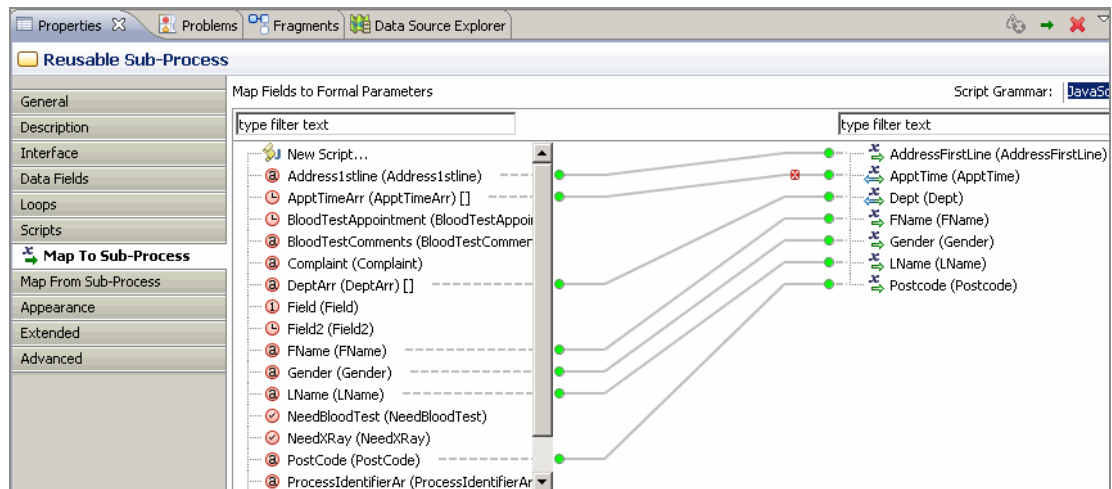 Properties Problems Fragments Data Source Explorer
Reusable Sub-Process
General
Description
Interface
Data Fields
Loops
Scripts
Map To Sub-Process
Map From Sub-Process
Appearance
Extended
Advanced
Map Fields to Formal Parameters
Script Grammar: JavaSc
type filter text
New Script...
Address1stline (Address1stline)
ApptTimeArr (ApptTimeArr) []
BloodTestAppointment (BloodTestAppoin
BloodTestComments (BloodTestCommen
Complaint (Complaint)
DeptArr (DeptArr) []
Field (Field)
Field2 (Field2)
FName (FName)
Gender (Gender)
LName (LName)
NeedBloodTest (NeedBloodTest)
NeedXRay (NeedXRay)
PostCode (PostCode)
ProcessIdentifierAr (ProcessIdentifierAr
type filter text
AddressFirstLine (AddressFirstLine)
ApptTime (ApptTime)
Dept (Dept)
FName (FName)
Gender (Gender)
LName (LName)
Postcode (Postcode)